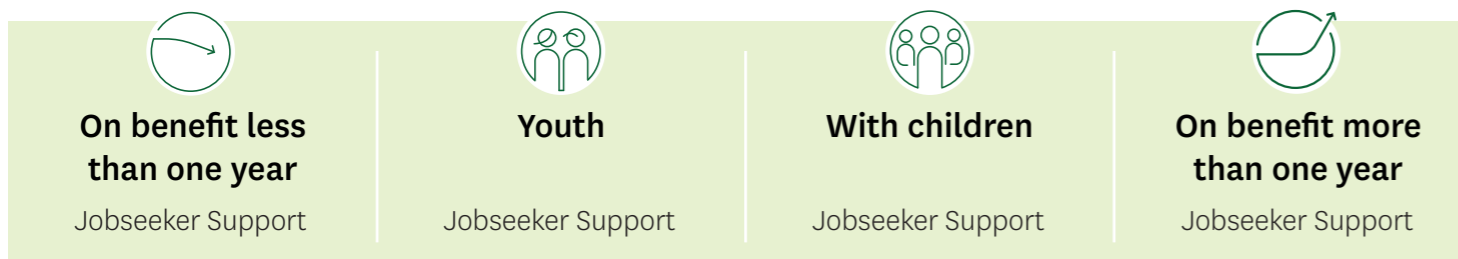 On benefit less
than one year
Jobseeker Support
Youth
Jobseeker Support
With children
Jobseeker Support
On benefit more
than one year
Jobseeker Support